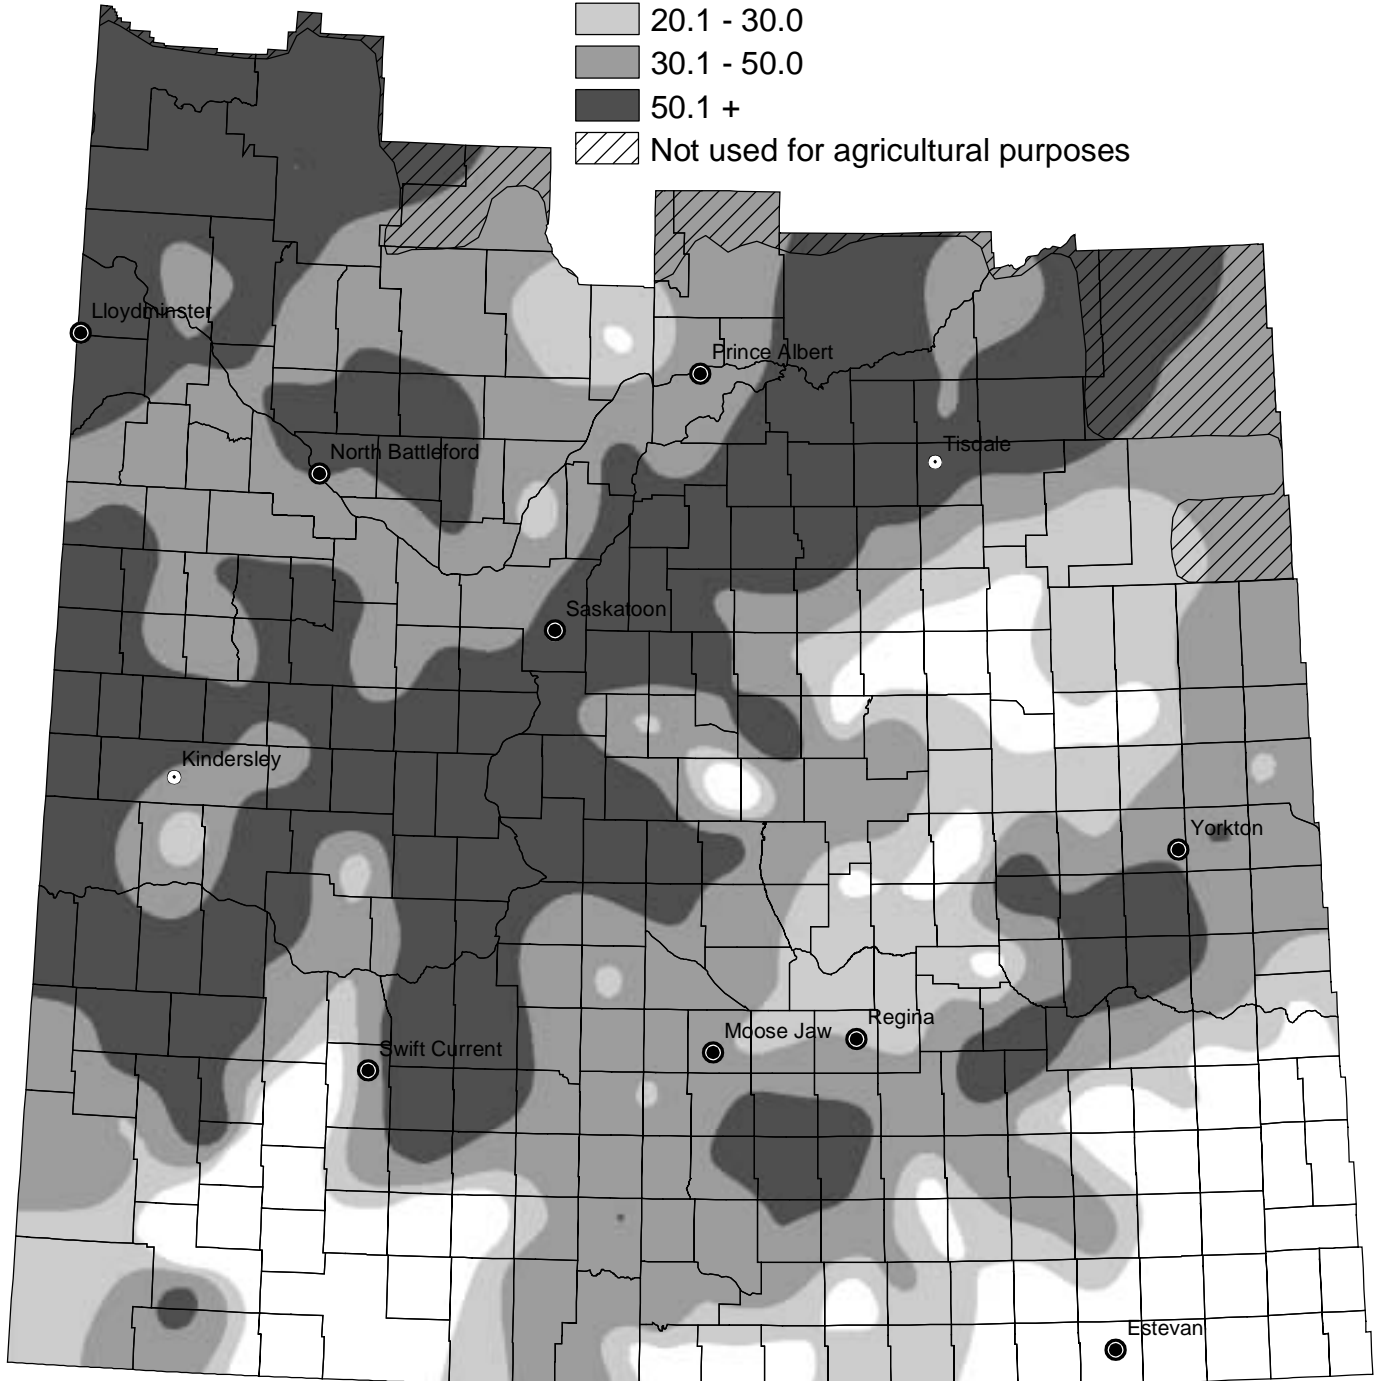 20.1 - 30.0
30.1 - 50.0
50.1 +
Not used for agricultural purposes
Lloydminster
Prince Albert
North Battleford
Tisdale
Saskatoon
Kindersley
Yorkton
Regina
Moose Jaw
Swift Current
Estevan